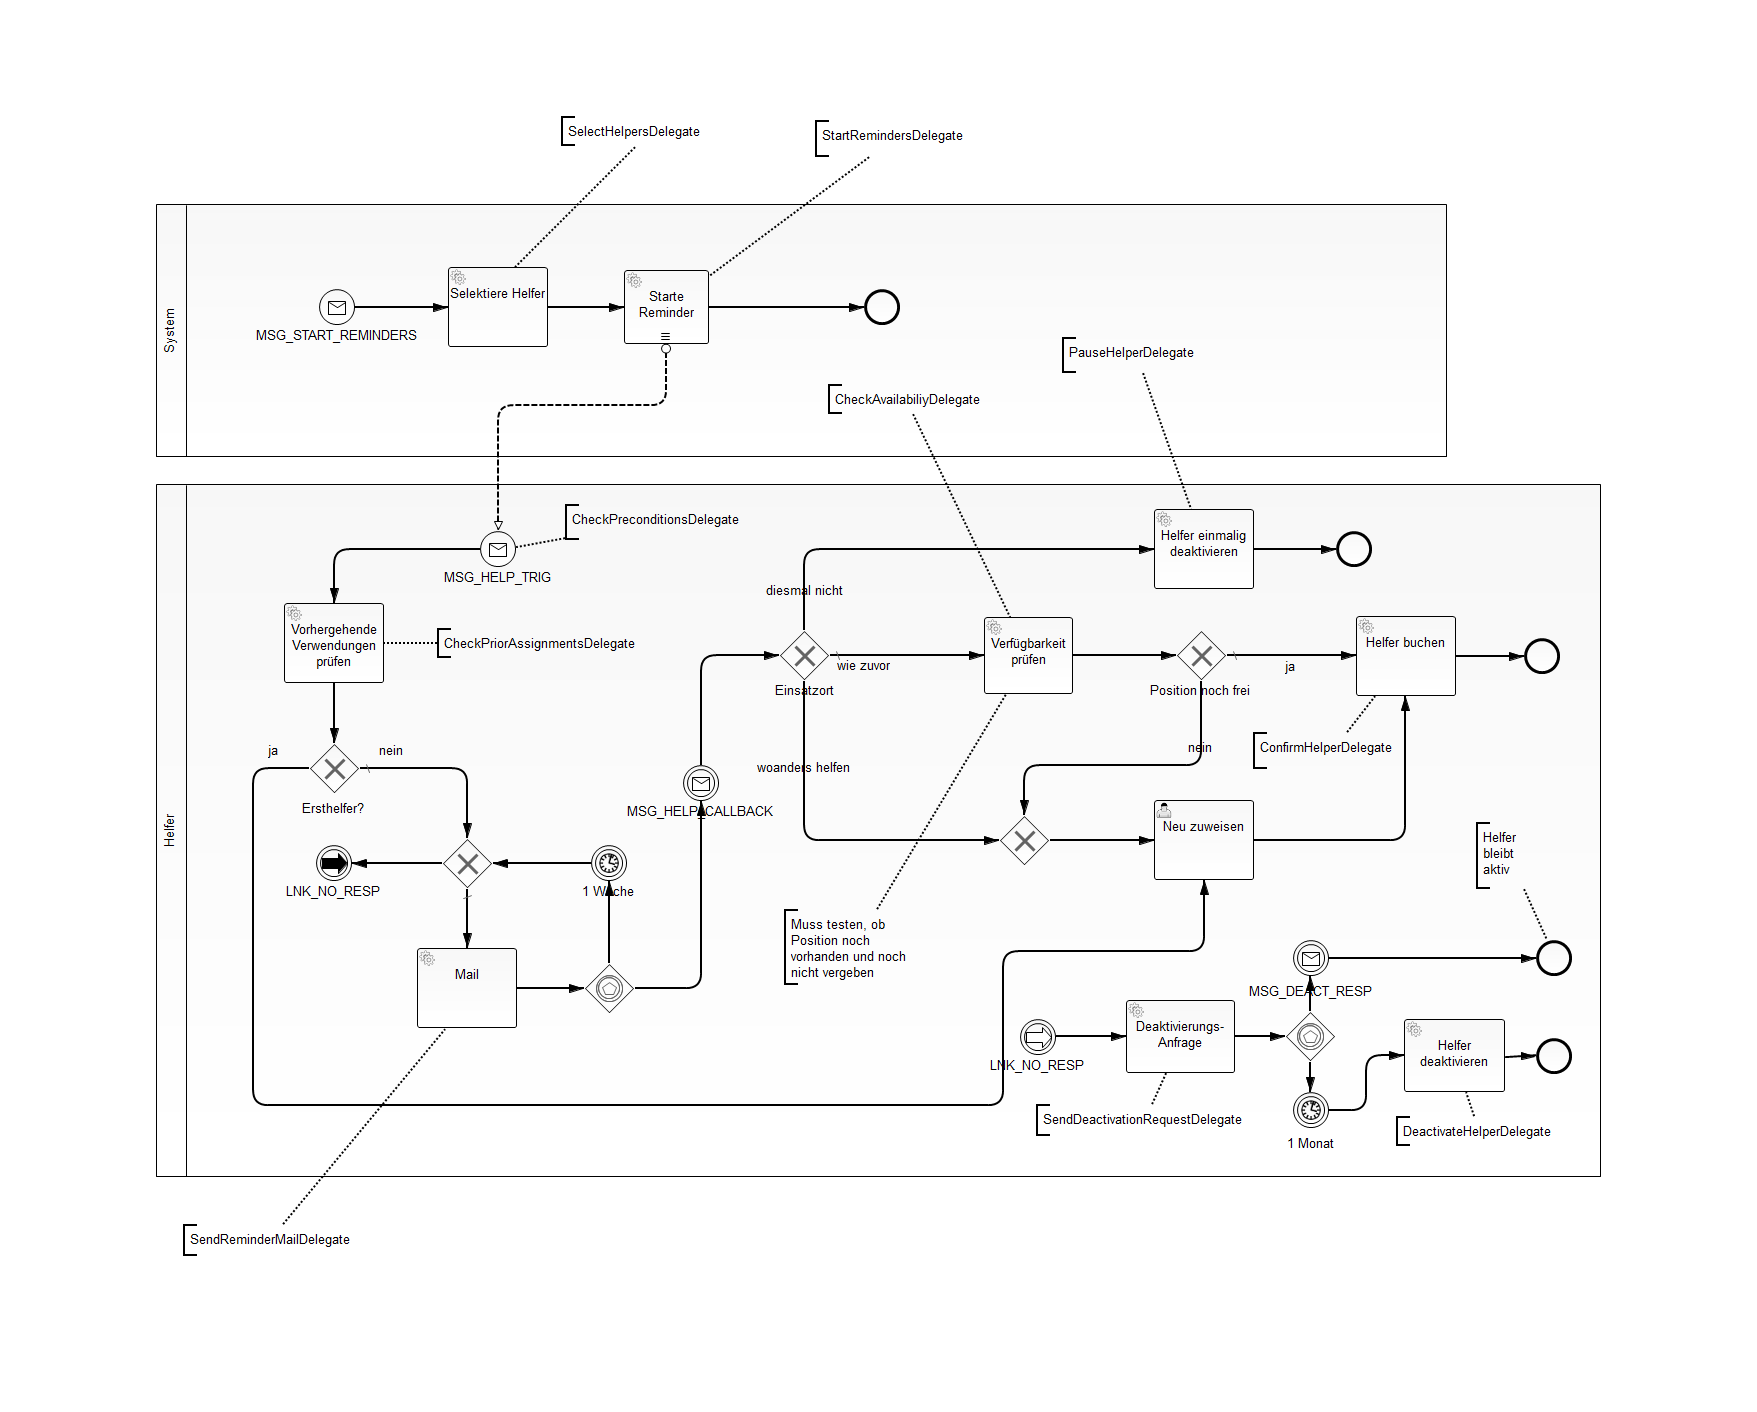 SelectHelpersDelegate
StartRemindersDelegate
System
Selektiere Helfer
Starte
Reminder
MSG_START_REMINDERS
PauseHelperDelegate
CheckAvailabiliyDelegate
Helfer
CheckPreconditionsDelegate
MSG_HELP_TRIG
Helfer einmalig
deaktivieren
diesmal nicht
Vorhergehende
Verwendungen
prüfen
CheckPriorAssignmentsDelegate
Verfügbarkeit
prüfen
Helfer buchen
wie zuvor
ja
Einsatzort
Position noch frei
ja
nein
nein
ConfirmHelperDelegate
woanders helfen
Ersthelfer?
MSG_HELP_CALLBACK
Neu zuweisen
Helfer
bleibt
aktiv
LNK_NO_RESP
1 Woche
Muss testen, ob
Position noch
vorhanden und noch
nicht vergeben
Mail
MSG_DEACT_RESP
Deaktivierungs-
Anfrage
LNK_NO_RESP
Helfer
deaktivieren
SendDeactivationRequestDelegate
1 Monat
DeactivateHelperDelegate
SendReminderMailDelegate